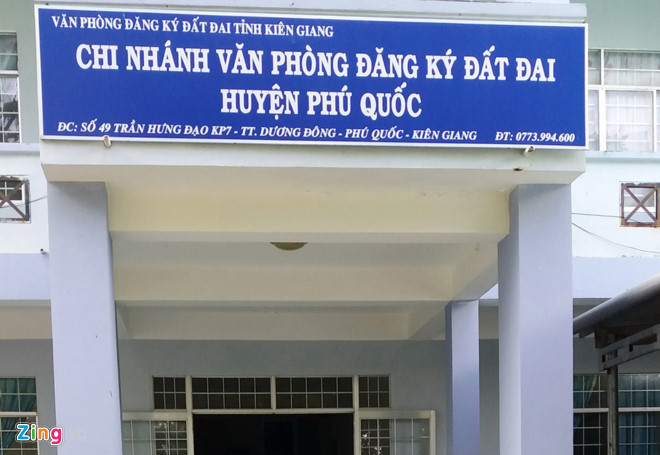 VĂN PHÒNG ĐĂNG KÝ ĐẤT ĐAI TỈNH KIÊN GIANG
CHI NHÁNH VĂN PHÒNG ĐĂNG KÝ ĐẤT ĐAI
HUYỆN PHÚ QUỐC
ĐC: SỐ 49 TRẦN HƯNG ĐẠO KP7 - TT. DƯƠNG ĐÔNG - PHÚ QUỐC - KIÊN GIANG ĐT: 0773.994.600
Zing.vn